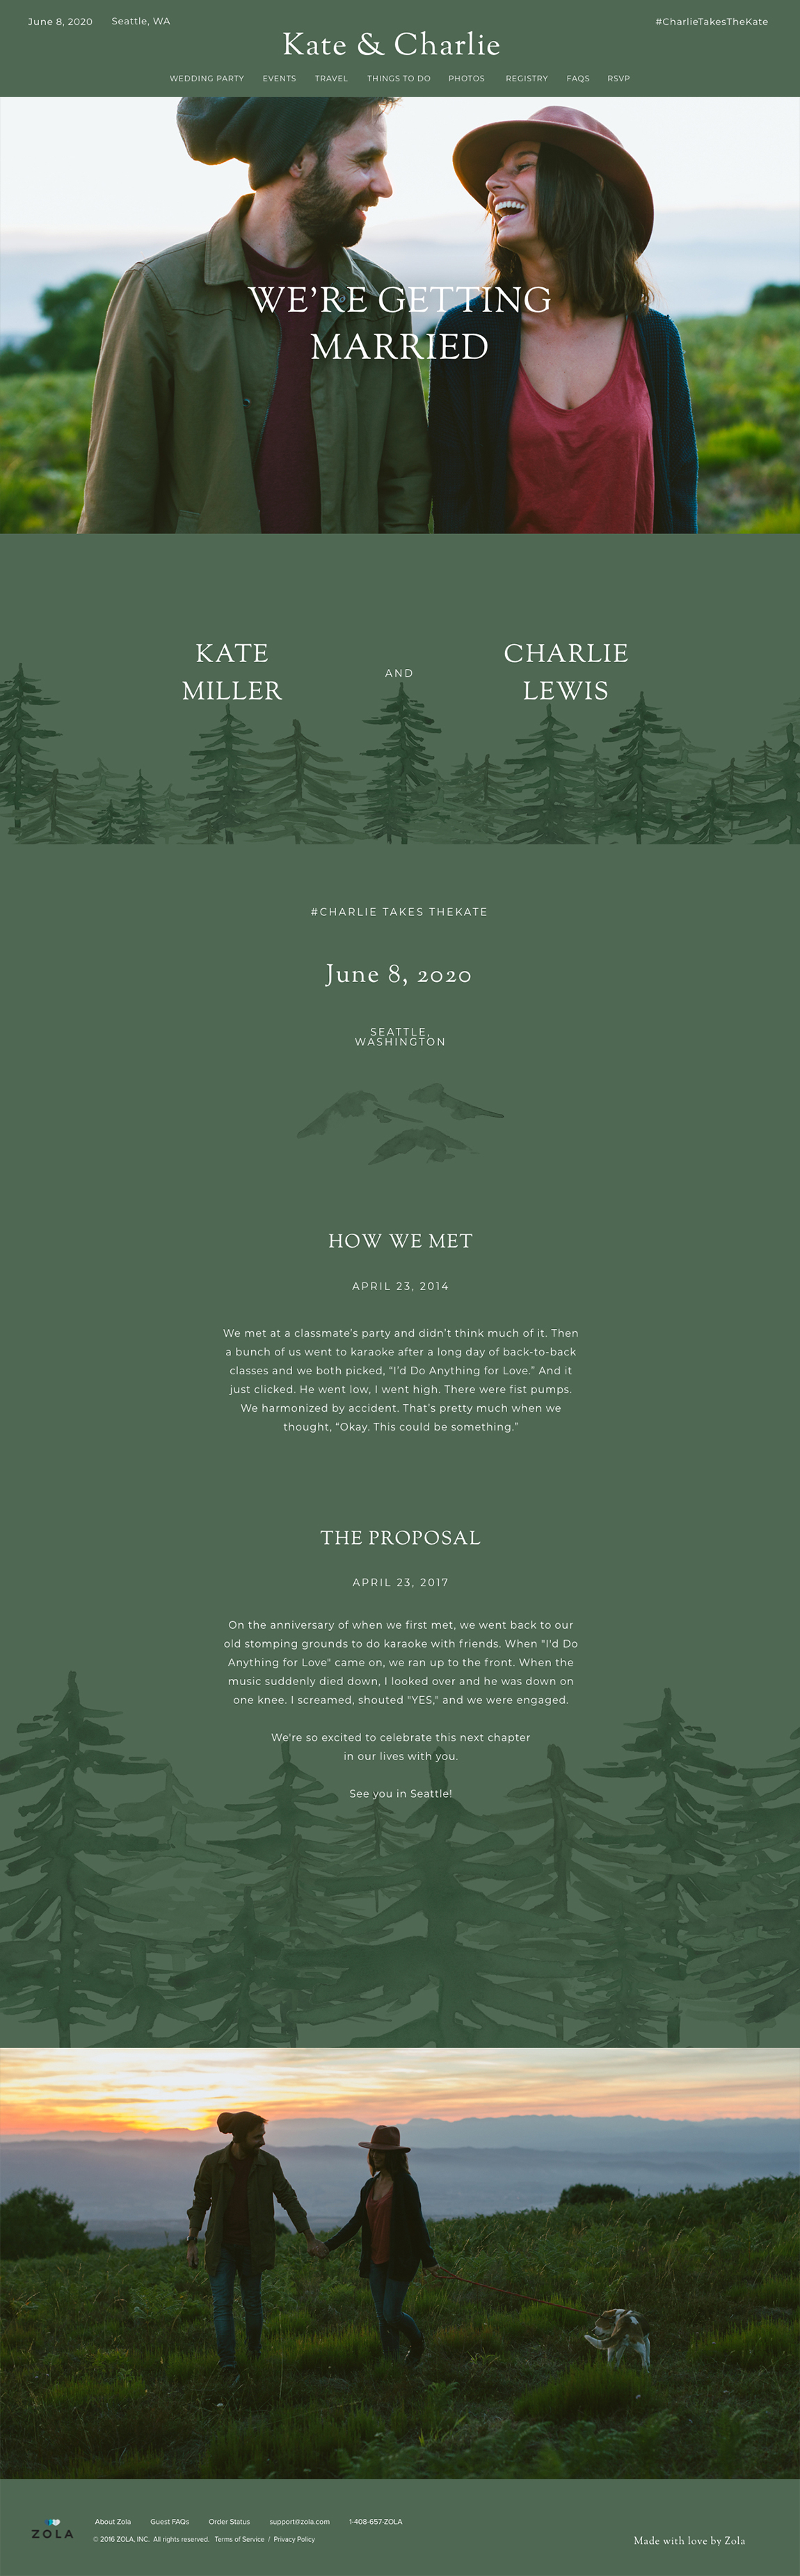 June 8, 2020 Seattle, WA #CharlieTakesTheKate
Kate & Charlie
WEDDING PARTY EVENTS TRAVEL THINGS TO DO PHOTOS REGISTRY FAQS RSVP
WE’RE GETTING
MARRIED
KATE
MILLER
AND
CHARLIE
LEWIS
#CHARLIE TAKES THEKATE
June 8, 2020
SEATTLE,
WASHINGTON
HOW WE MET
APRIL 23, 2014
We met at a classmate’s party and didn’t think much of it. Then
a bunch of us went to karaoke after a long day of back-to-back
classes and we both picked, “I’d Do Anything for Love.” And it
just clicked. He went low, I went high. There were fist pumps.
We harmonized by accident. That’s pretty much when we
thought, “Okay. This could be something.”
THE PROPOSAL
APRIL 23, 2017
On the anniversary of when we first met, we went back to our
old stomping grounds to do karaoke with friends. When "I'd Do
Anything for Love" came on, we ran up to the front. When the
music suddenly died down, I looked over and he was down on
one knee. I screamed, shouted "YES," and we were engaged.
We're so excited to celebrate this next chapter
in our lives with you.
See you in Seattle!
ZOLA
About Zola Guest FAQs Order Status support@zola.com 1-408-657-ZOLA
© 2016 ZOLA, INC. All rights reserved. Terms of Service / Privacy Policy
Made with love by Zola